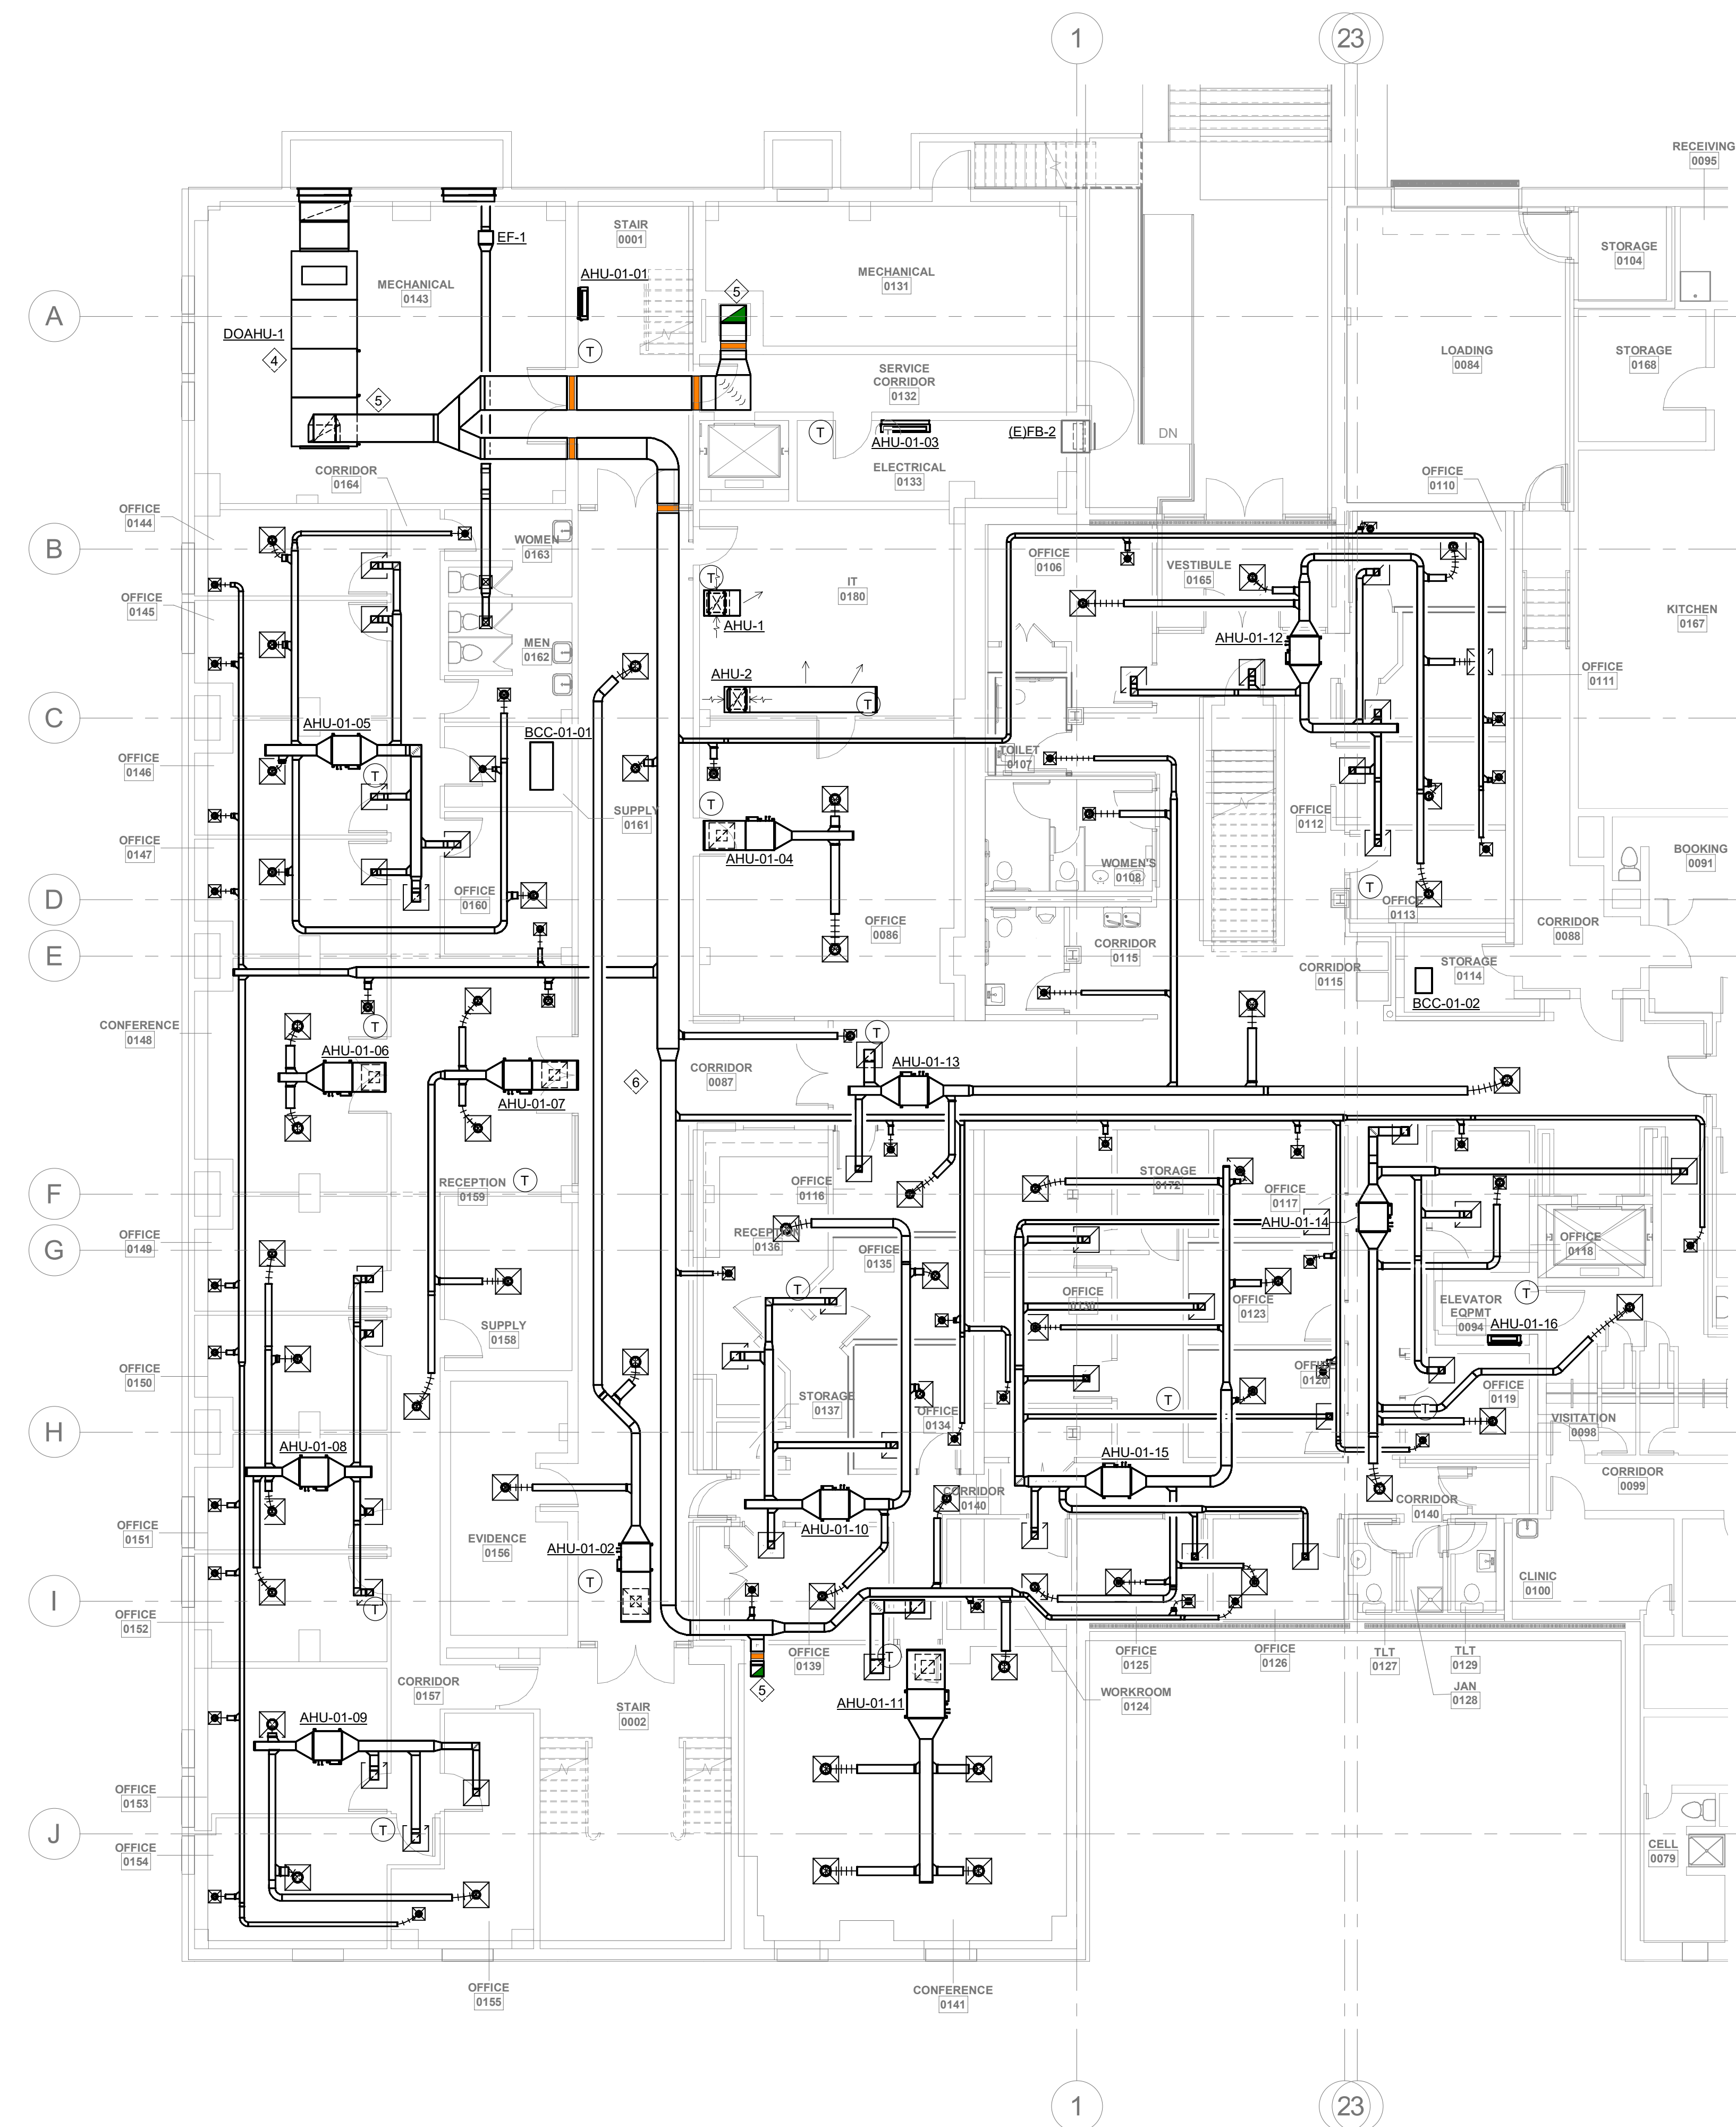 1
23
RECEIVING
0095
EF-1
STAIR
0001
STORAGE
0104
AHU-01-01
MECHANICAL
0143
MECHANICAL
0131
5
A
DOAHU-1
4
LOADING
0084
STORAGE
0168
SERVICE
CORRIDOR
0132
5
T
T
AHU-01-03
(E)FB-2
DN
CORRIDOR
0164
ELECTRICAL
0133
OFFICE
0110
OFFICE
0144
B
WOMEN
0163
OFFICE
0106
VESTIBULE
0165
IT
0180
T
OFFICE
0145
KITCHEN
0167
AHU-1
AHU-01-12
MEN
0162
AHU-2
OFFICE
0111
T
C
AHU-01-05
BCC-01-01
TOILET
0107
OFFICE
0146
T
SUPPLY
0161
T
OFFICE
0112
OFFICE
0147
AHU-01-04
BOOKING
0091
WOMEN'S
0108
T
D
OFFICE
0160
OFFICE
0113
OFFICE
0086
CORRIDOR
0088
E
CORRIDOR
0115
CORRIDOR
0115
STORAGE
0114
BCC-01-02
CONFERENCE
0148
T
T
AHU-01-06
AHU-01-13
CORRIDOR
0087
6
AHU-01-07
F
RECEPTION
0159
T
OFFICE
0116
STORAGE
0172
OFFICE
0117
AHU-01-14
OFFICE
0149
G
RECEPTION
0136
OFFICE
0135
OFFICE
0118
T
OFFICE
OFFICE
0123
ELEVATOR
EQPMT
0094
T
AHU-01-16
SUPPLY
0158
OFFICE
0150
OFFICE
0120
OFFICE
0119
STORAGE
0137
T
T
OFFICE
0134
VISITATION
0098
H
AHU-01-08
AHU-01-15
CORRIDOR
0099
CORRIDOR
0140
CORRIDOR
0140
AHU-01-10
OFFICE
0151
EVIDENCE
0156
AHU-01-02
T
CLINIC
0100
I
T
OFFICE
0152
OFFICE
0139
T
OFFICE
0125
OFFICE
0126
TLT
0127
TLT
0129
CORRIDOR
0157
5
JAN
0128
WORKROOM
0124
AHU-01-11
STAIR
0002
AHU-01-09
OFFICE
0153
J
T
OFFICE
0154
CELL
0079
OFFICE
0155
CONFERENCE
0141
1
23